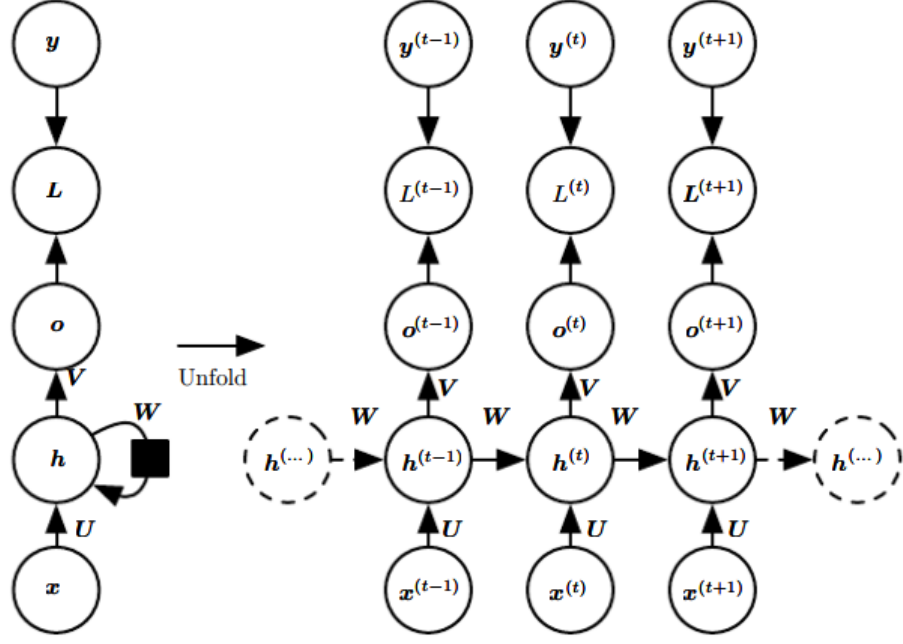 y y^(t−1) y^(t) y^(t+1)
L L^(t−1) L^(t) L^(t+1)
o o^(t−1) o^(t) o^(t+1)
Unfold
V V V V
W W W W W
h h^(...) h^(t−1) h^(t) h^(t+1) h^(...)
U U U U
x x^(t−1) x^(t) x^(t+1)